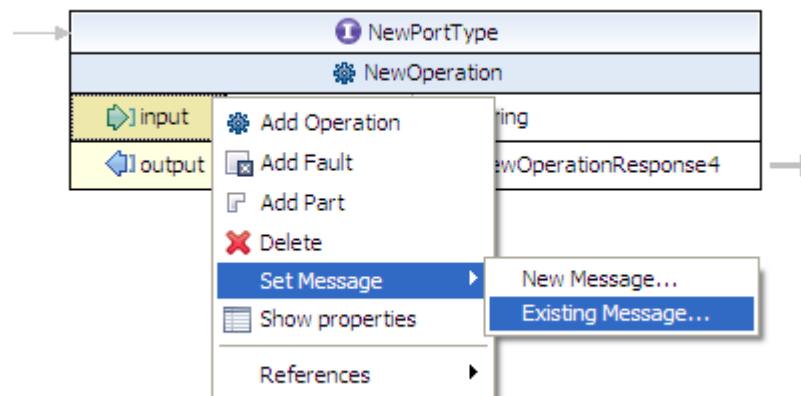 NewPortType
NewOperation
input
output
ring
ewOperationResponse4
Add Operation
Add Fault
Add Part
Delete
Set Message
Show properties
References
New Message...
Existing Message...